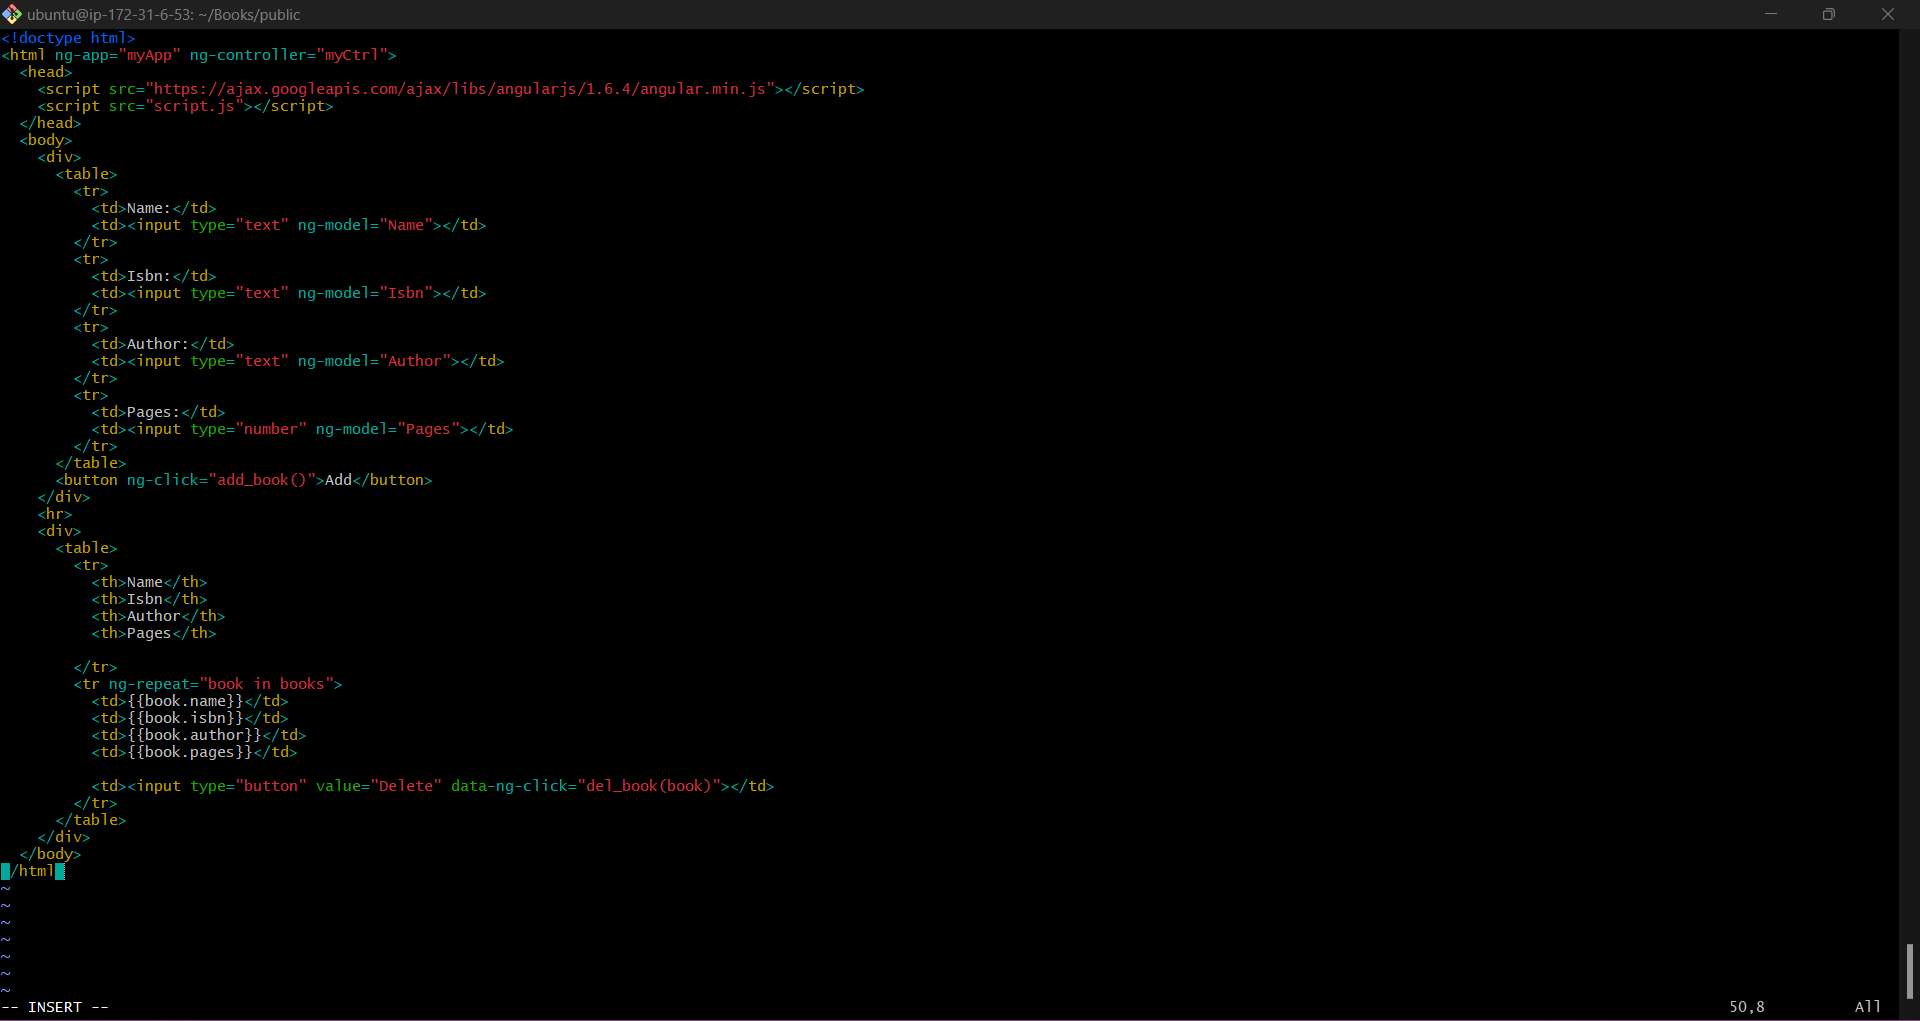 ubuntu@ip-172-31-6-53: ~/Books/public
<!doctype html>
<html ng-app="myApp" ng-controller="myCtrl">
  <head>
    <script src="https://ajax.googleapis.com/ajax/libs/angularjs/1.6.4/angular.min.js"></script>
    <script src="script.js"></script>
  </head>
  <body>
    <div>
      <table>
        <tr>
          <td>Name:</td>
          <td><input type="text" ng-model="Name"></td>
        </tr>
        <tr>
          <td>Isbn:</td>
          <td><input type="text" ng-model="Isbn"></td>
        </tr>
        <tr>
          <td>Author:</td>
          <td><input type="text" ng-model="Author"></td>
        </tr>
        <tr>
          <td>Pages:</td>
          <td><input type="number" ng-model="Pages"></td>
        </tr>
      </table>
      <button ng-click="add_book()">Add</button>
    </div>
    <hr>
    <div>
      <table>
        <tr>
          <th>Name</th>
          <th>Isbn</th>
          <th>Author</th>
          <th>Pages</th>

        </tr>
        <tr ng-repeat="book in books">
          <td>{{book.name}}</td>
          <td>{{book.isbn}}</td>
          <td>{{book.author}}</td>
          <td>{{book.pages}}</td>

          <td><input type="button" value="Delete" data-ng-click="del_book(book)"></td>
        </tr>
      </table>
    </div>
  </body>
</html>
~
~
~
~
~
~
~
-- INSERT -- 50,8 All